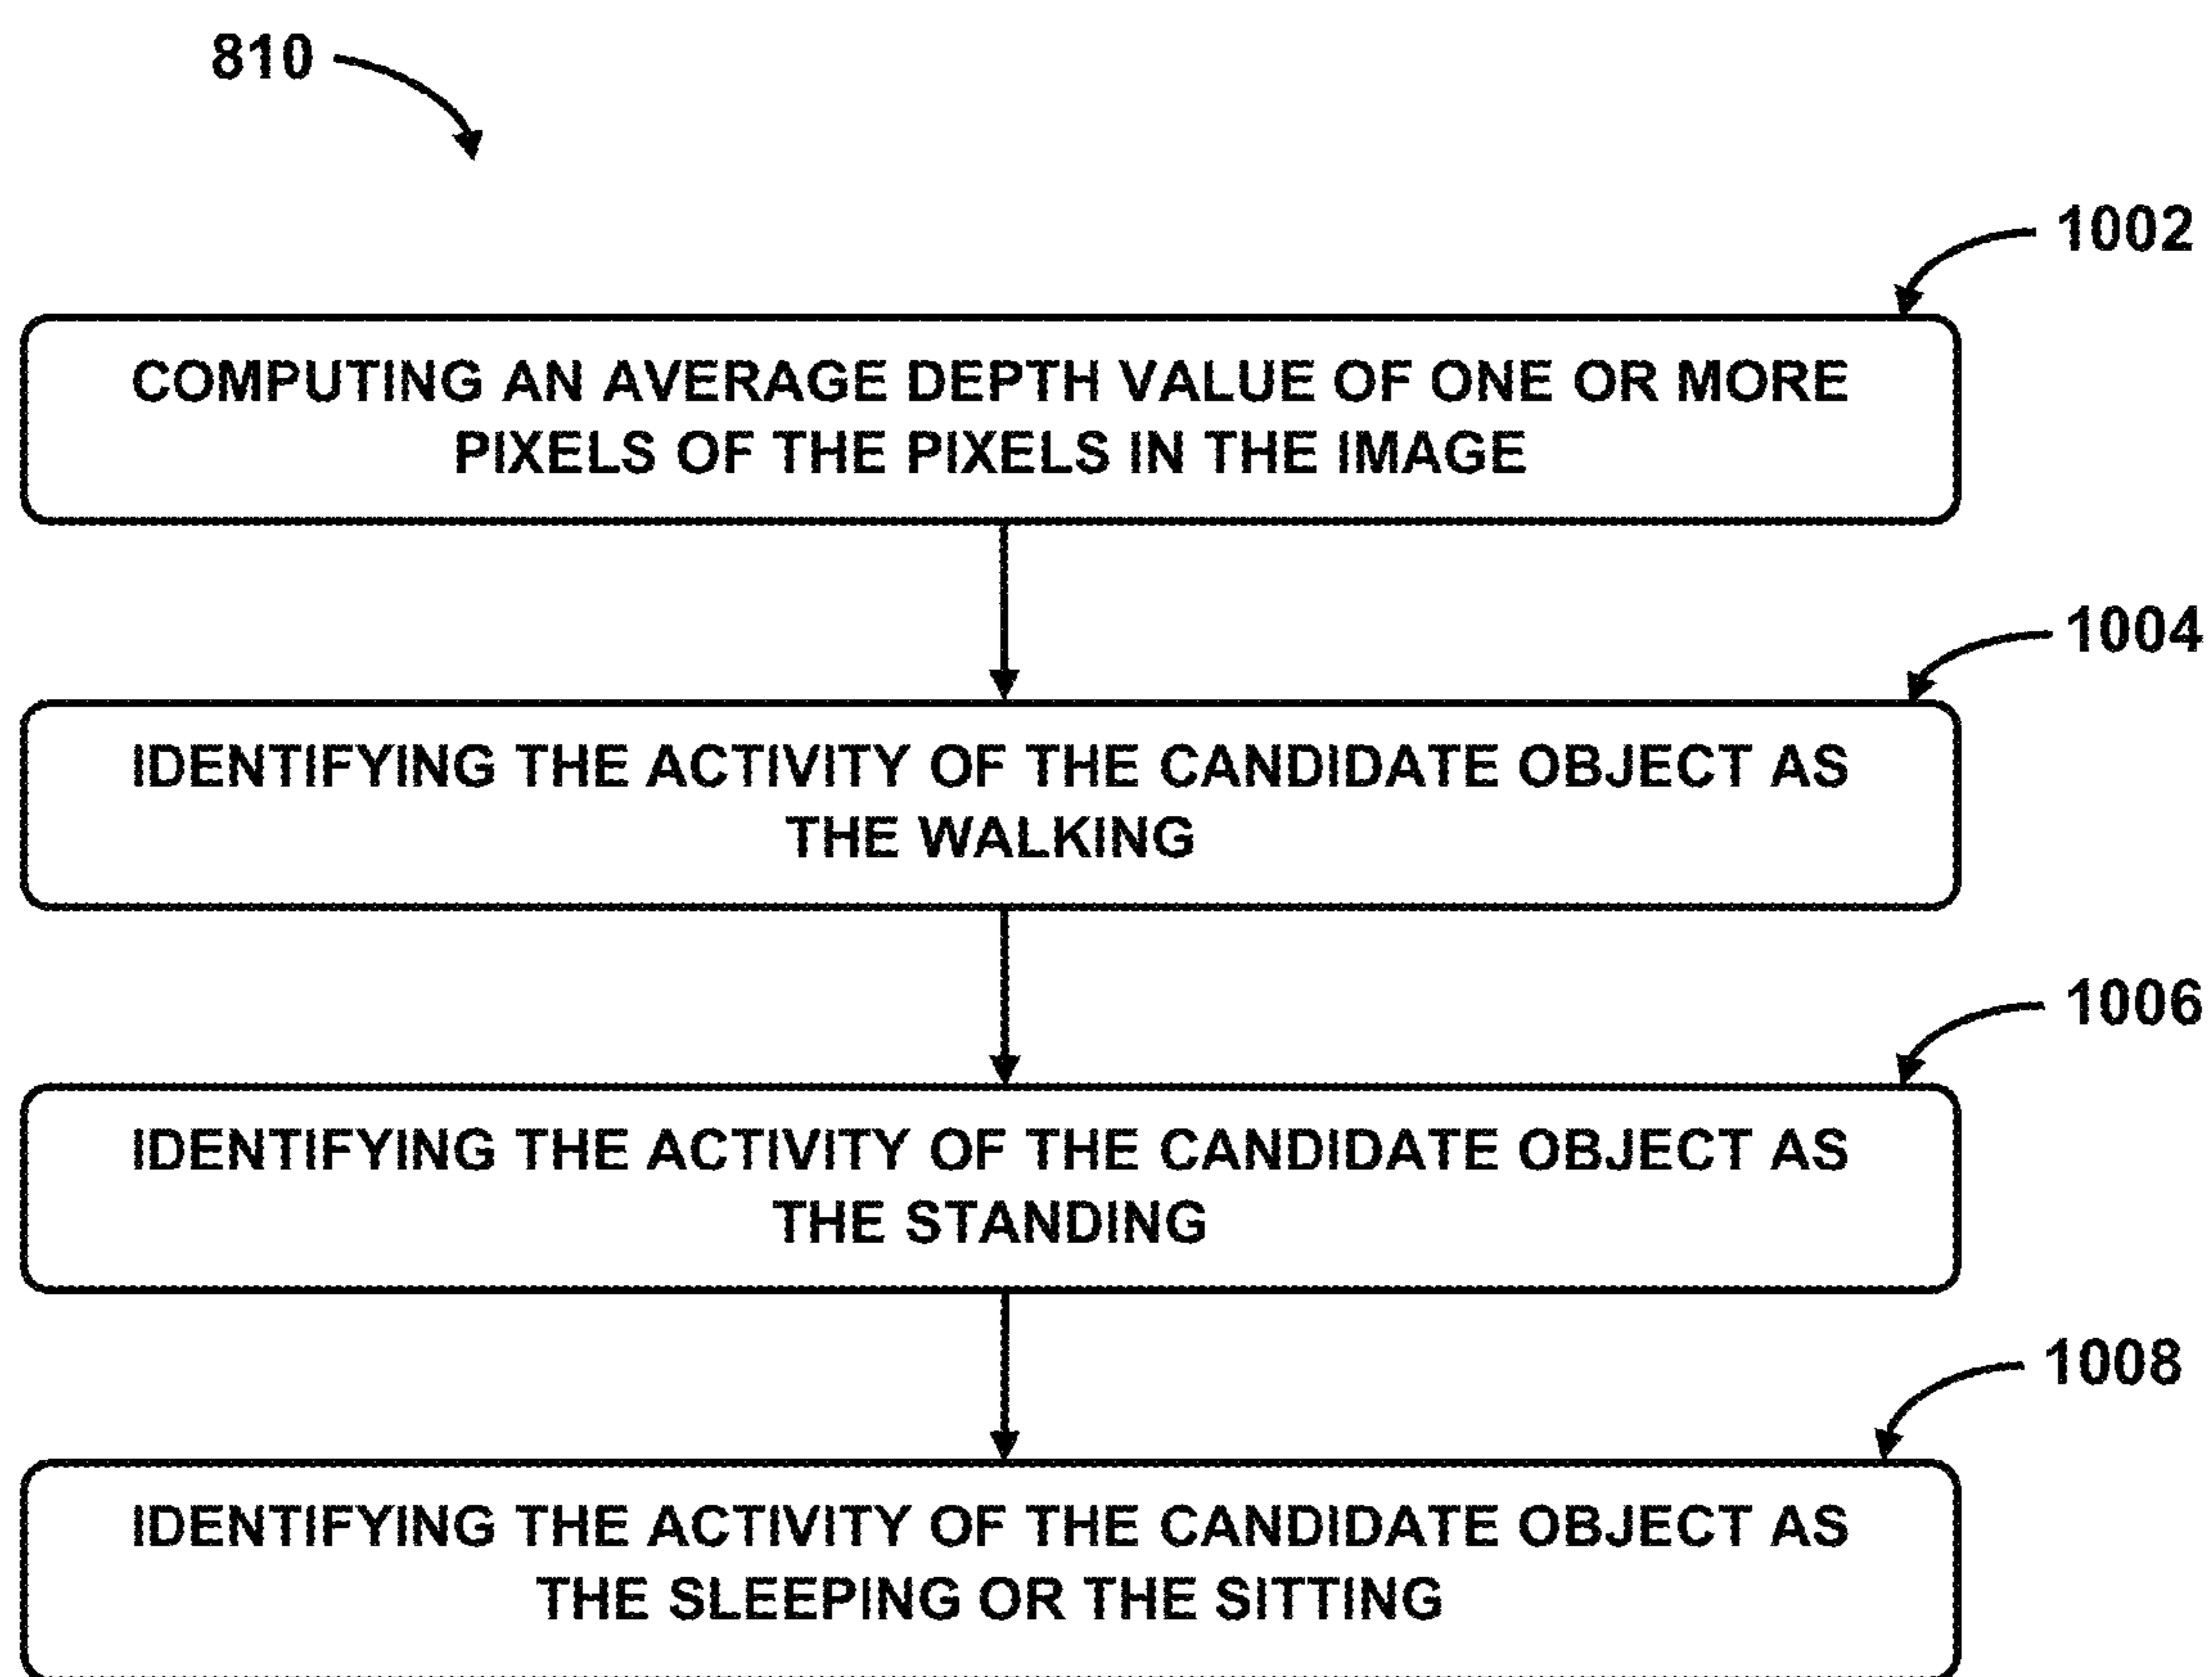 810
1002
COMPUTING AN AVERAGE DEPTH VALUE OF ONE OR MORE
PIXELS OF THE PIXELS IN THE IMAGE
1004
IDENTIFYING THE ACTIVITY OF THE CANDIDATE OBJECT AS
THE WALKING
1006
IDENTIFYING THE ACTIVITY OF THE CANDIDATE OBJECT AS
THE STANDING
1008
IDENTIFYING THE ACTIVITY OF THE CANDIDATE OBJECT AS
THE SLEEPING OR THE SITTING